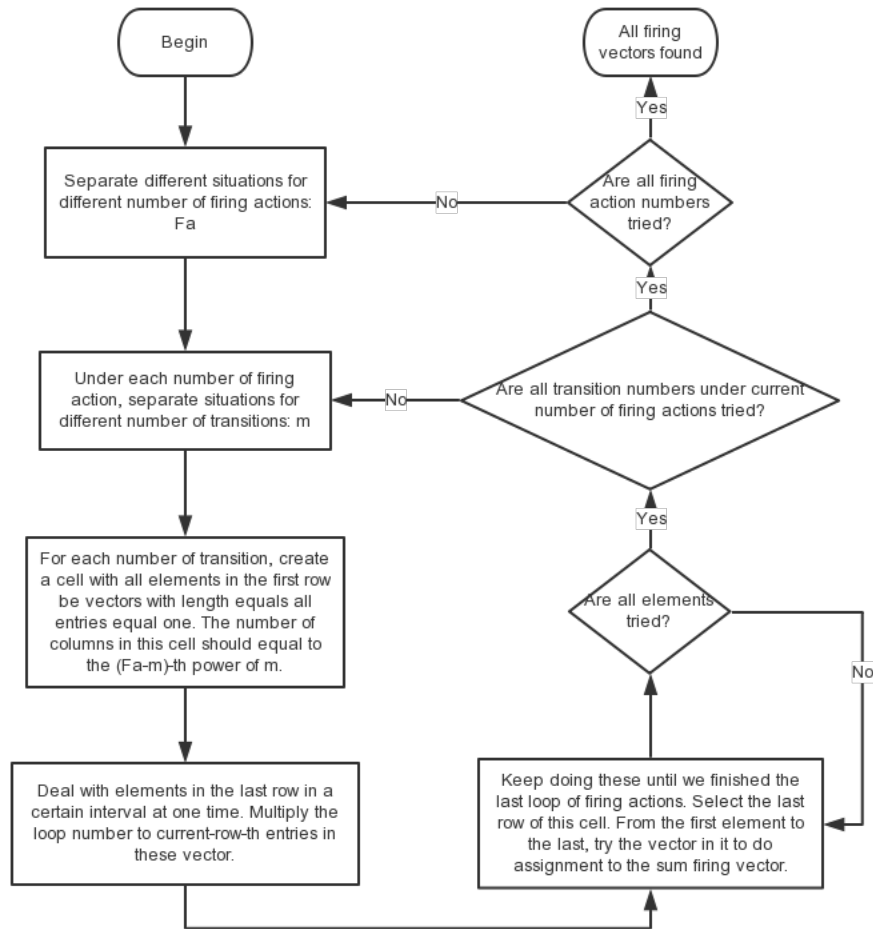 Begin
Separate different situations for
different number of firing actions:
Fa
Under each number of firing
action, separate situations for
different number of transitions: m
For each number of transition, create
a cell with all elements in the first row
be vectors with length equals all
entries equal one. The number of
columns in this cell should equal to
the (Fa-m)-th power of m.
Deal with elements in the last row in a
certain interval at one time. Multiply the
loop number to current-row-th entries in
these vector.
Keep doing these until we finished the
last loop of firing actions. Select the last
row of this cell. From the first element to
the last, try the vector in it to do
assignment to the sum firing vector.
Are all elements
tried?
No
Yes
Are all transition numbers under current
number of firing actions tried?
No
Yes
Are all firing
action numbers
tried?
No
Yes
All firing
vectors found